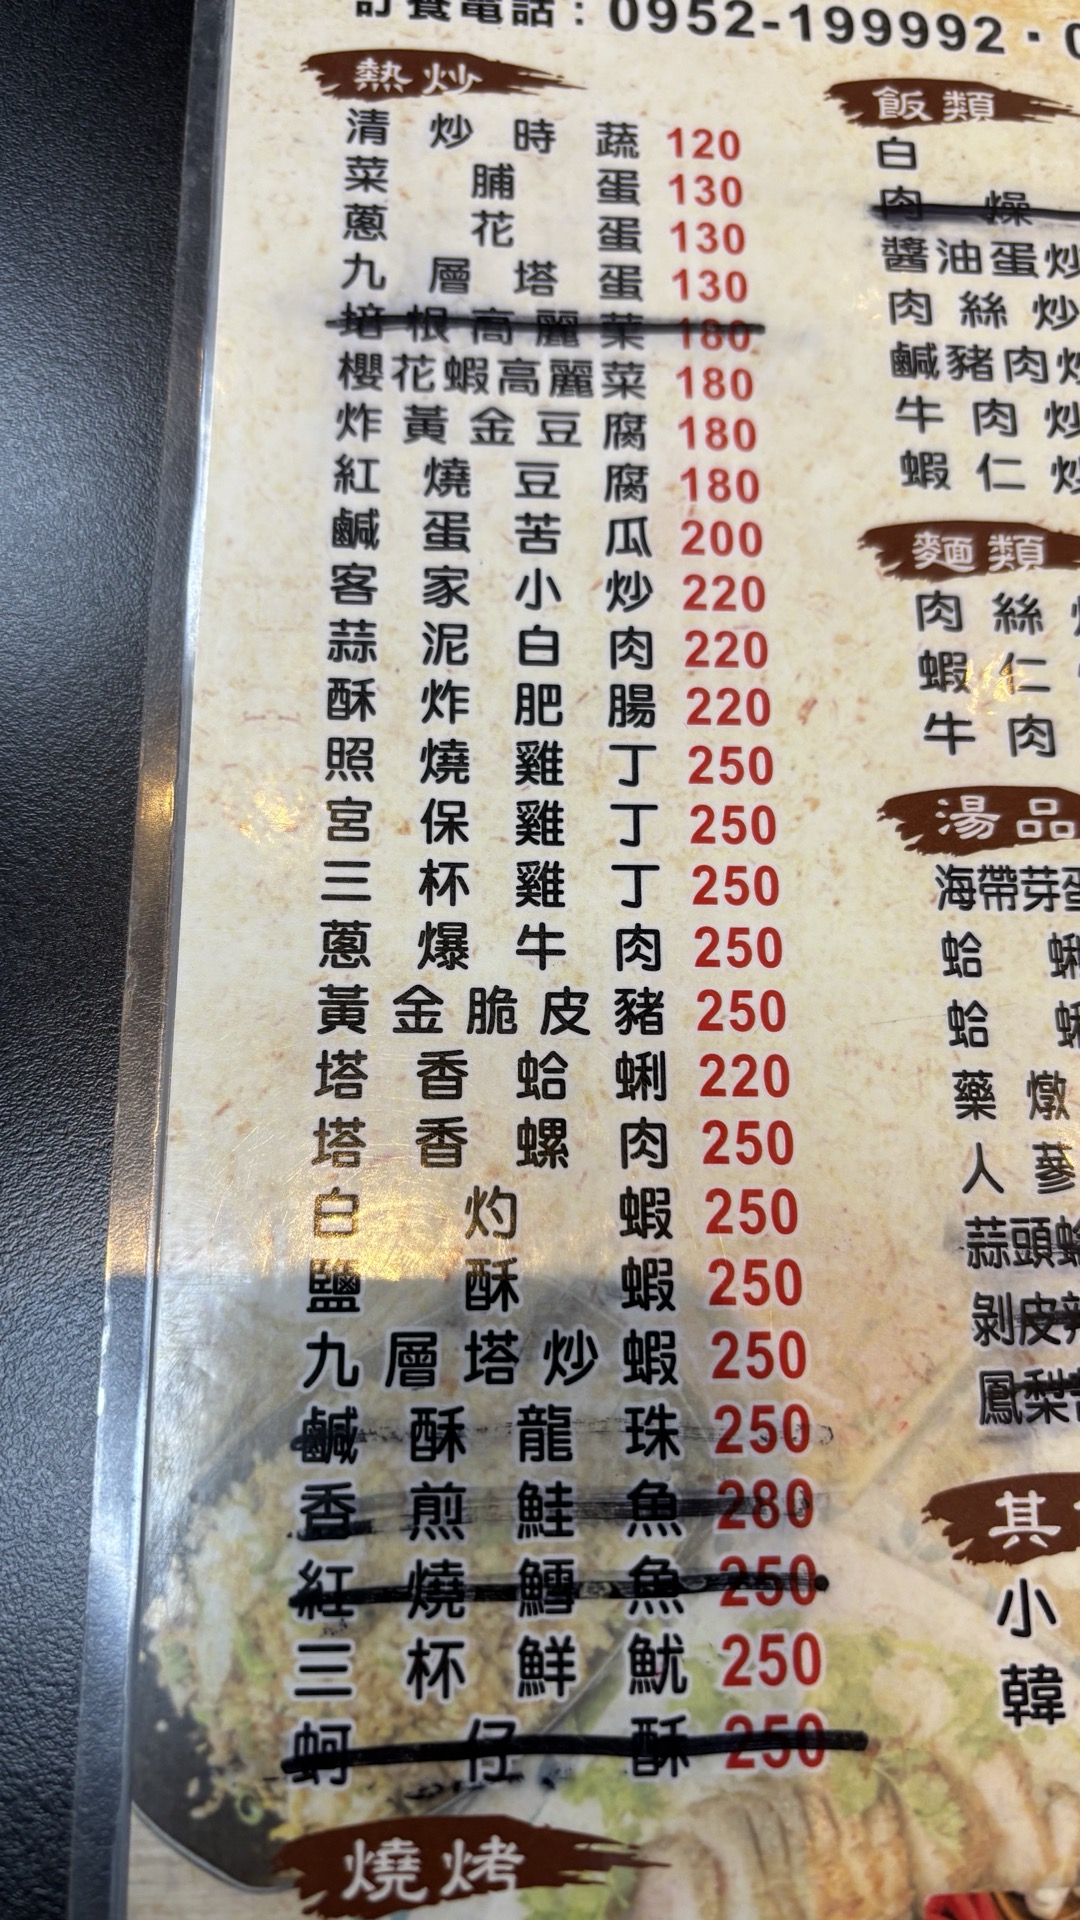 訂餐電話：0952-199992・0
熱炒
清炒時蔬 120
菜脯蛋 130
蔥花蛋 130
九層塔蛋 130
培根高麗菜 180
櫻花蝦高麗菜 180
炸黃金豆腐 180
紅燒豆腐 180
鹹蛋苦瓜 200
客家小炒 220
蒜泥白肉 220
酥炸肥腸 220
照燒雞丁 250
宮保雞丁 250
三杯雞丁 250
蔥爆牛肉 250
黃金脆皮豬 250
塔香蛤蜊 220
塔香螺肉 250
白灼蝦 250
鹽酥蝦 250
九層塔炒蝦 250
鹹酥龍珠 250
香煎鮭魚 280
紅燒鱈魚 250
三杯鮮魷 250
蚵仔酥 250
燒烤
飯類
白
肉燥
醬油蛋炒
肉絲炒
鹹豬肉炒
牛肉炒
蝦仁炒
麵類
肉絲
蝦仁
牛肉
湯品
海帶芽蛋
蛤蜊
蛤蜊
藥燉
人蔘
蒜頭蛤
剝皮辣
鳳梨苦
其
小
韓